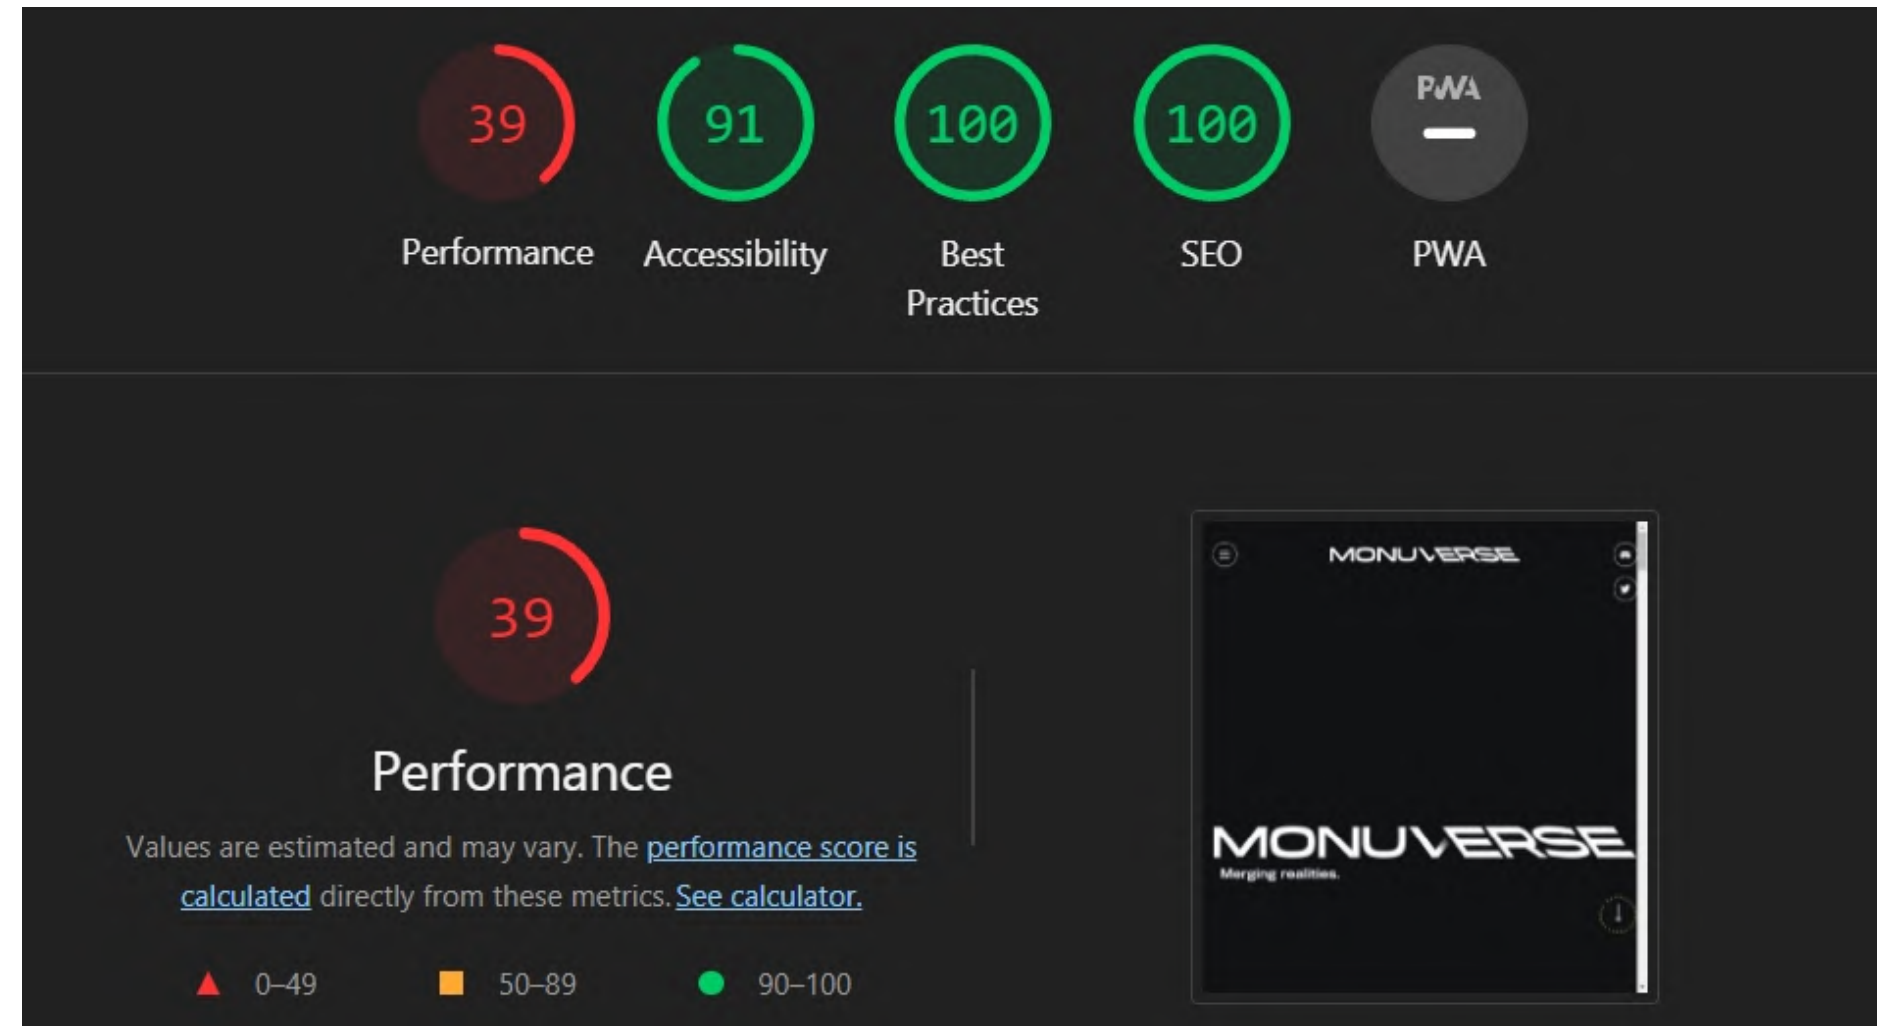 39
91
100
100
PWA
Performance
Accessibility
Best
Practices
SEO
PWA
39
Performance
Values are estimated and may vary. The performance score is
calculated directly from these metrics. See calculator.
0–49
50–89
90–100
MONUVERSE
MONUVERSE
Merging realities.